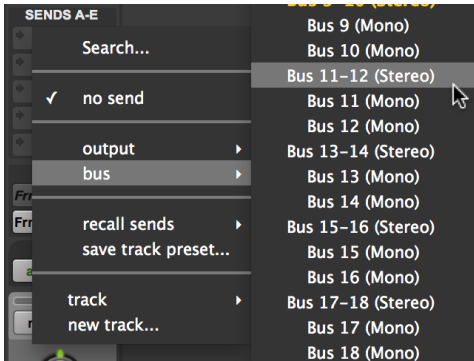 SENDS A-E
Search...
✓ no send
output
bus
recall sends
save track preset...
track
new track...
Bus 9 (Mono)
Bus 10 (Mono)
Bus 11-12 (Stereo)
Bus 11 (Mono)
Bus 12 (Mono)
Bus 13-14 (Stereo)
Bus 13 (Mono)
Bus 14 (Mono)
Bus 15-16 (Stereo)
Bus 15 (Mono)
Bus 16 (Mono)
Bus 17-18 (Stereo)
Bus 17 (Mono)
Bus 18 (Mono)